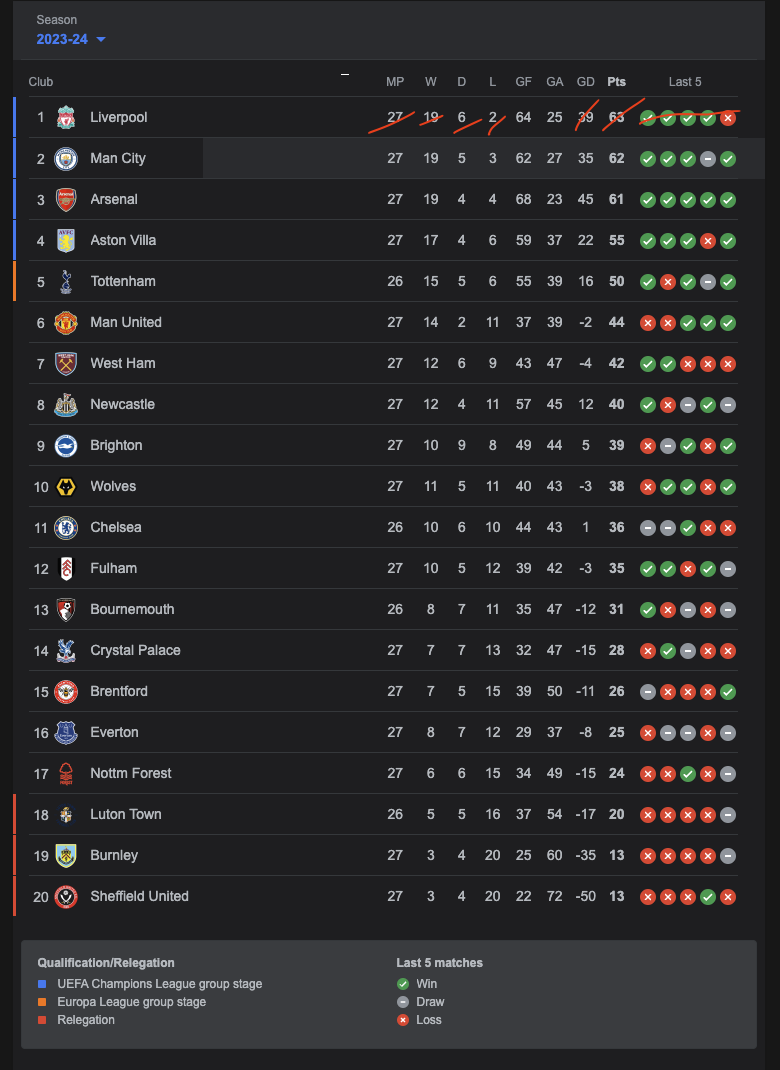 Season
2023-24
Club MP W D L GF GA GD Pts Last 5
1 Liverpool 27 19 6 2 64 25 39 63
2 Man City 27 19 5 3 62 27 35 62
3 Arsenal 27 19 4 4 68 23 45 61
4 Aston Villa 27 17 4 6 59 37 22 55
5 Tottenham 26 15 5 6 55 39 16 50
6 Man United 27 14 2 11 37 39 -2 44
7 West Ham 27 12 6 9 43 47 -4 42
8 Newcastle 27 12 4 11 57 45 12 40
9 Brighton 27 10 9 8 49 44 5 39
10 Wolves 27 11 5 11 40 43 -3 38
11 Chelsea 26 10 6 10 44 43 1 36
12 Fulham 27 10 5 12 39 42 -3 35
13 Bournemouth 26 8 7 11 35 47 -12 31
14 Crystal Palace 27 7 7 13 32 47 -15 28
15 Brentford 27 7 5 15 39 50 -11 26
16 Everton 27 8 7 12 29 37 -8 25
17 Nottm Forest 27 6 6 15 34 49 -15 24
18 Luton Town 26 5 5 16 37 54 -17 20
19 Burnley 27 3 4 20 25 60 -35 13
20 Sheffield United 27 3 4 20 22 72 -50 13
Qualification/Relegation
UEFA Champions League group stage
Europa League group stage
Relegation
Last 5 matches
Win
Draw
Loss